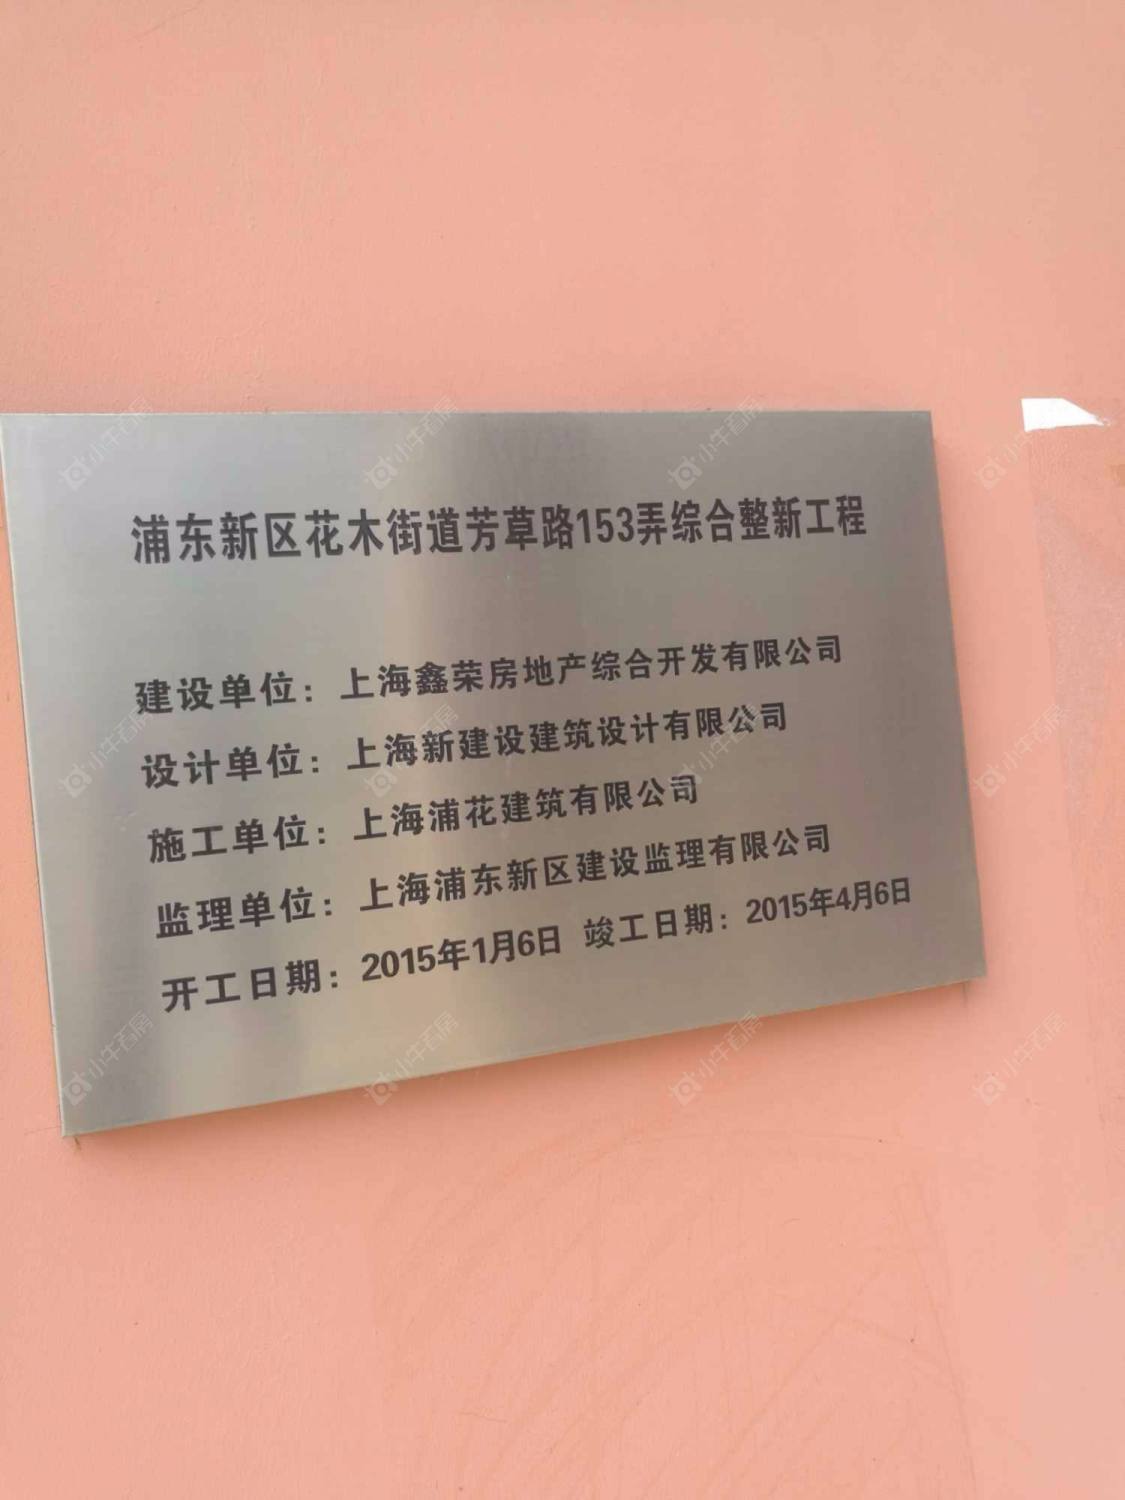 浦东新区花木街道芳草路153弄综合整新工程
建设单位：上海鑫荣房地产综合开发有限公司
设计单位：上海新建设建筑设计有限公司
施工单位：上海浦花建筑有限公司
监理单位：上海浦东新区建设监理有限公司
开工日期：2015年1月6日 竣工日期：2015年4月6日
小牛看房